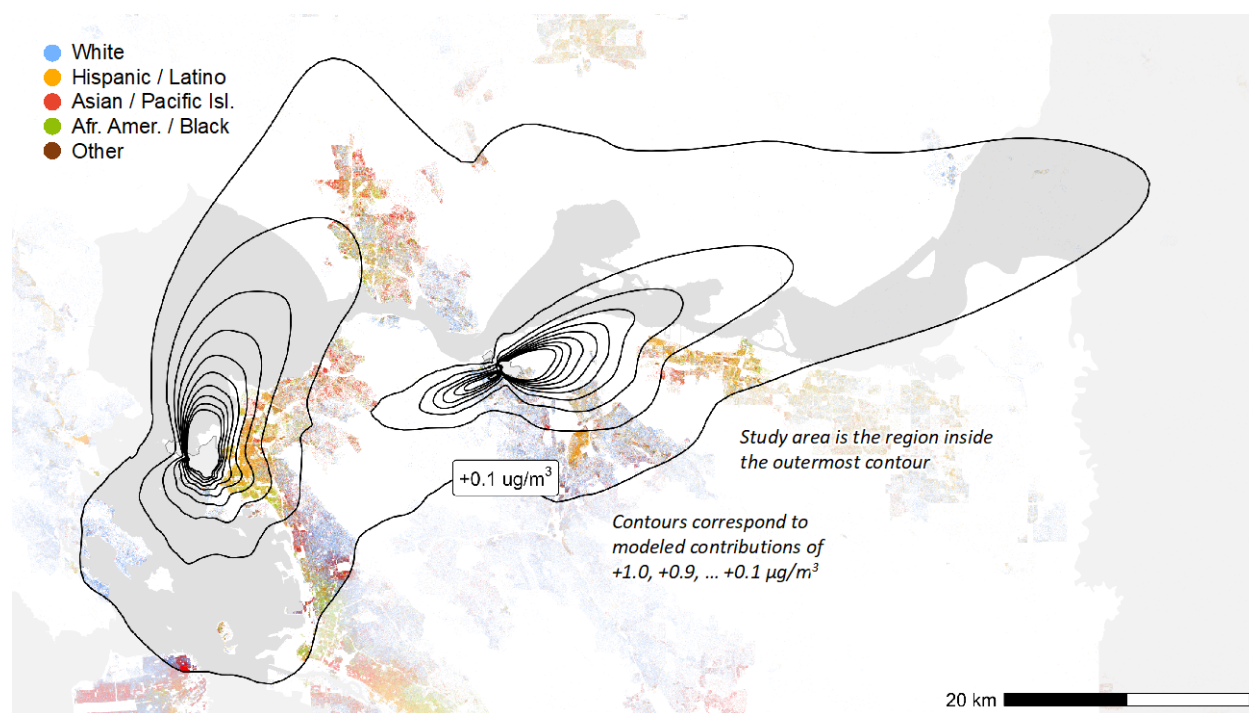 White
Hispanic / Latino
Asian / Pacific Isl.
Afr. Amer. / Black
Other
Study area is the region inside
the outermost contour
+0.1 ug/m³
Contours correspond to
modeled contributions of
+1.0, +0.9, ... +0.1 µg/m³
20 km